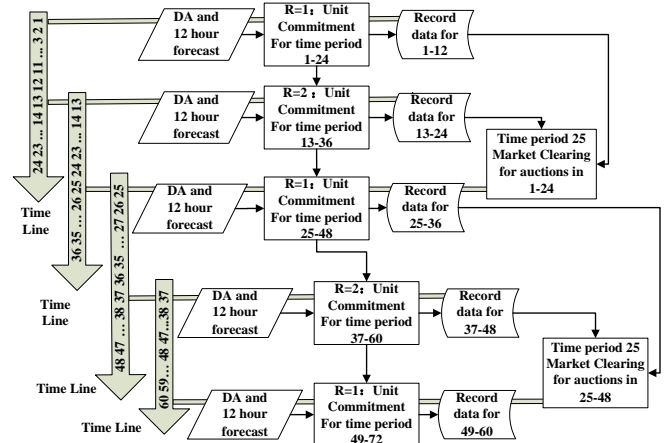 DA and
12 hour
forecast
R=1: Unit
Commitment
For time period
1-24
Record
data for
1-12
24 23 ... 14 13 12 11 ... 3 2 1
Time
Line
DA and
12 hour
forecast
R=2 : Unit
Commitment
For time period
13-36
Record
data for
13-24
Time period 25
Market Clearing
for auctions in
1-24
36 35 ... 26 25 24 23 ... 14 13
Time
Line
DA and
12 hour
forecast
R=1: Unit
Commitment
For time period
25-48
Record
data for
25-36
48 47 ... 38 37 36 35 ... 27 26 25
Time Line
DA and
12 hour
forecast
R=2: Unit
Commitment
For time period
37-60
Record
data for
37-48
Time period 25
Market Clearing
for auctions in
25-48
60 59... 48 47...38 37
Time Line
DA and
12 hour
forecast
R=1: Unit
Commitment
For time period
49-72
Record
data for
49-60